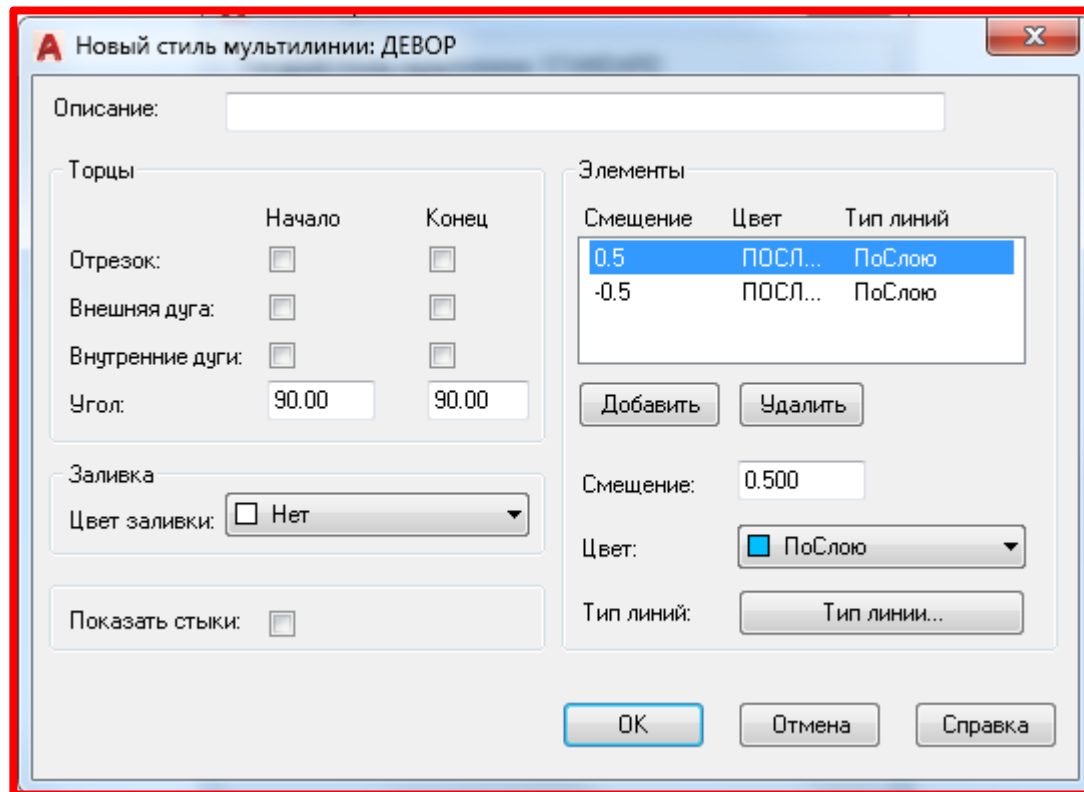 Новый стиль мультилинии: ДЕВОР
Описание:
Торцы
Начало Конец
Отрезок:
Внешняя дуга:
Внутренние дуги:
Угол: 90.00 90.00
Заливка
Цвет заливки: Нет
Показать стыки:
Элементы
Смещение Цвет Тип линий
0.5 ПОСЛ... ПоСлою
-0.5 ПОСЛ... ПоСлою
Добавить Удалить
Смещение: 0.500
Цвет: ПоСлою
Тип линий: Тип линии...
OK Отмена Справка